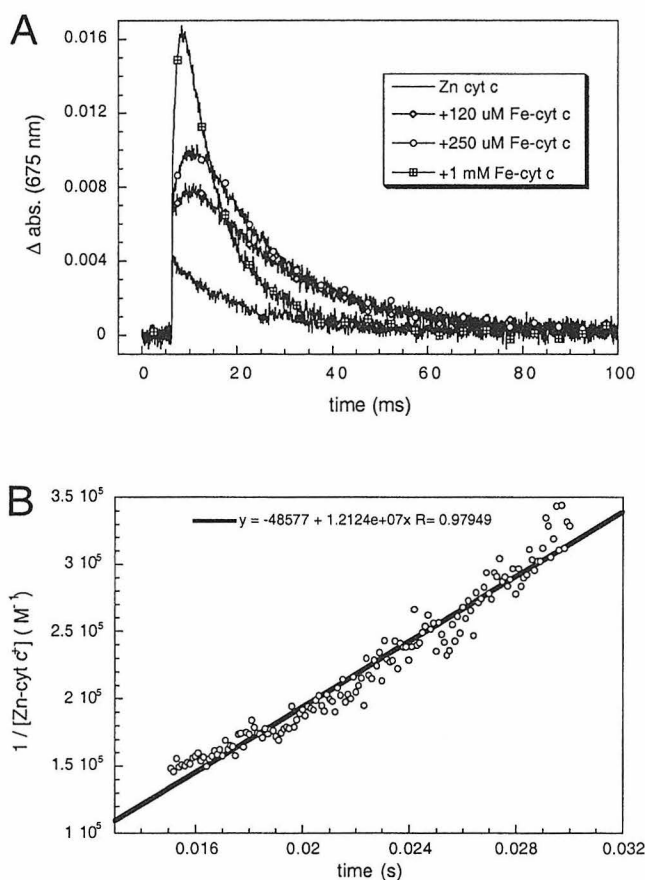 A
0.016
0.012
0.008
0.004
0
Δ abs. (675 nm)
Zn cyt c
+120 uM Fe-cyt c
+250 uM Fe-cyt c
+1 mM Fe-cyt c
0 20 40 60 80 100
time (ms)
B
3.5 10⁵
3 10⁵
2.5 10⁵
2 10⁵
1.5 10⁵
1 10⁵
1 / [Zn-cyt c⁺] ( M⁻¹)
y = -48577 + 1.2124e+07x R= 0.97949
0.016 0.02 0.024 0.028 0.032
time (s)